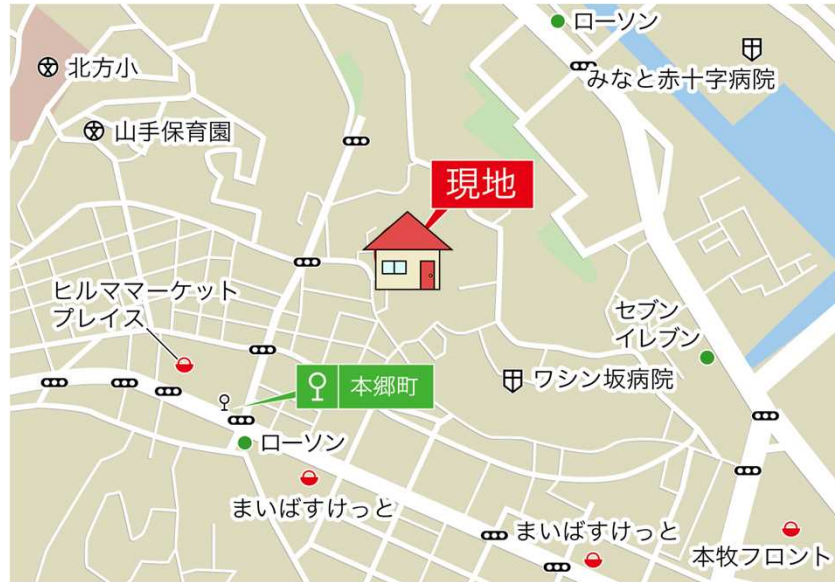 ローソン
みなと赤十字病院
北方小
山手保育園
現地
ヒルママーケット
プレイス
セブン
イレブン
本郷町
ワシン坂病院
ローソン
まいばすけっと
まいばすけっと
本牧フロント